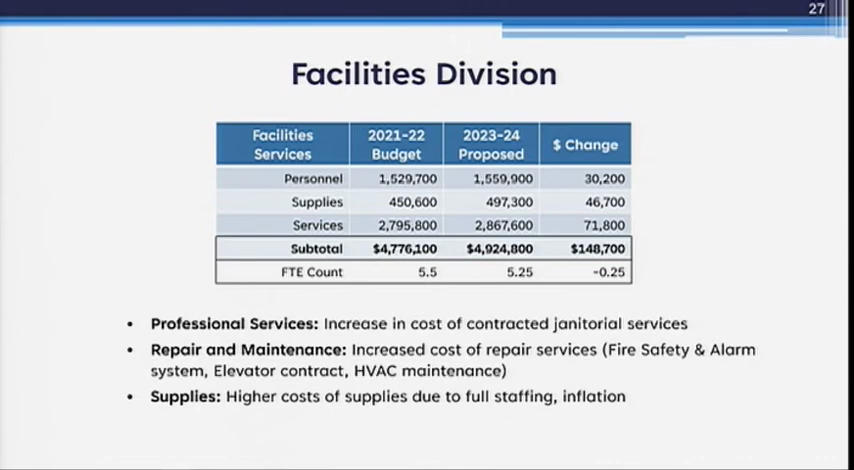 27
Facilities Division
Facilities Services 2021-22 Budget 2023-24 Proposed $ Change
Personnel 1,529,700 1,559,900 30,200
Supplies 450,600 497,300 46,700
Services 2,795,800 2,867,600 71,800
Subtotal $4,776,100 $4,924,800 $148,700
FTE Count 5.5 5.25 -0.25
• Professional Services: Increase in cost of contracted janitorial services
• Repair and Maintenance: Increased cost of repair services (Fire Safety & Alarm
system, Elevator contract, HVAC maintenance)
• Supplies: Higher costs of supplies due to full staffing, inflation